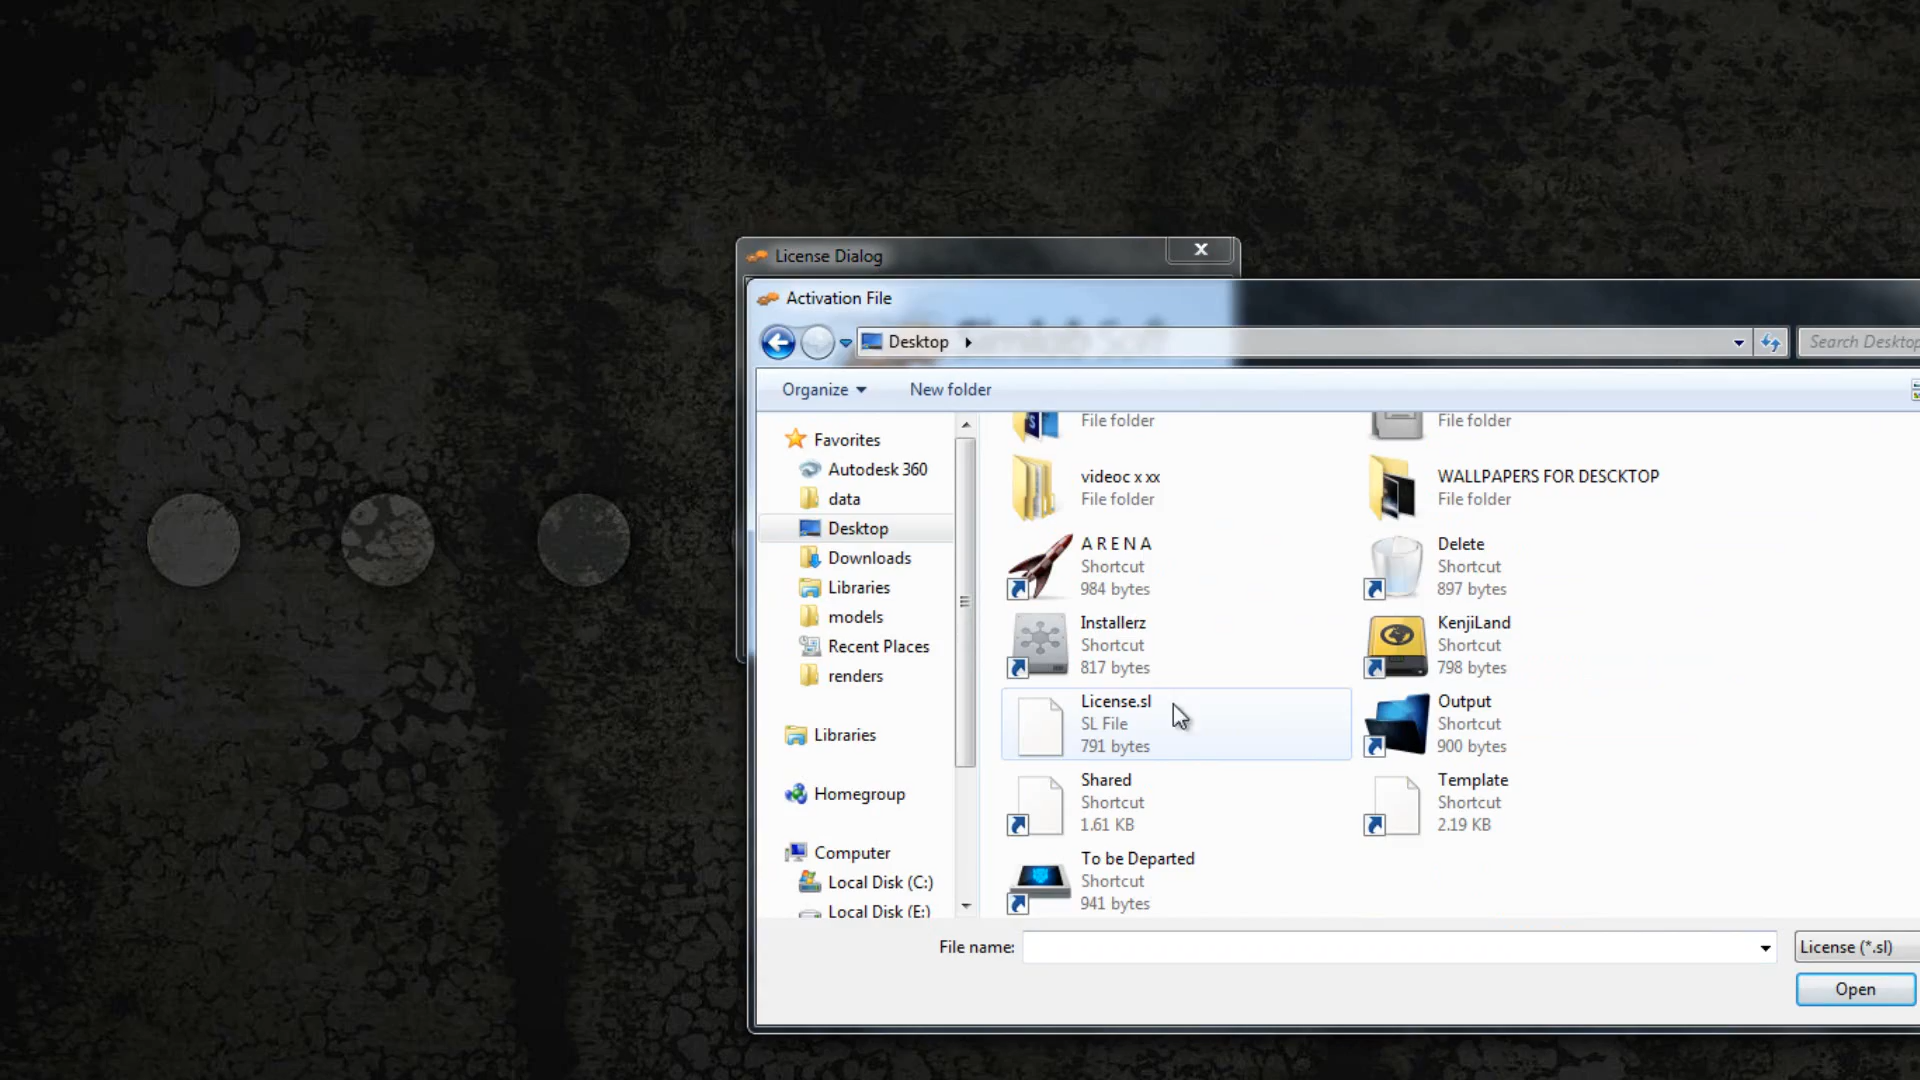 License Dialog
x
Activation File
Desktop
Search Desktop
Organize
New folder
Favorites
Autodesk 360
data
Desktop
Downloads
Libraries
models
Recent Places
renders
Libraries
Homegroup
Computer
Local Disk (C:)
Local Disk (E:)
File folder
File folder
videoc x xx
File folder
WALLPAPERS FOR DESCKTOP
File folder
A R E N A
Shortcut
984 bytes
Delete
Shortcut
897 bytes
Installerz
Shortcut
817 bytes
KenjiLand
Shortcut
798 bytes
License.sl
SL File
791 bytes
Output
Shortcut
900 bytes
Shared
Shortcut
1.61 KB
Template
Shortcut
2.19 KB
To be Departed
Shortcut
941 bytes
File name:
License (*.sl)
Open